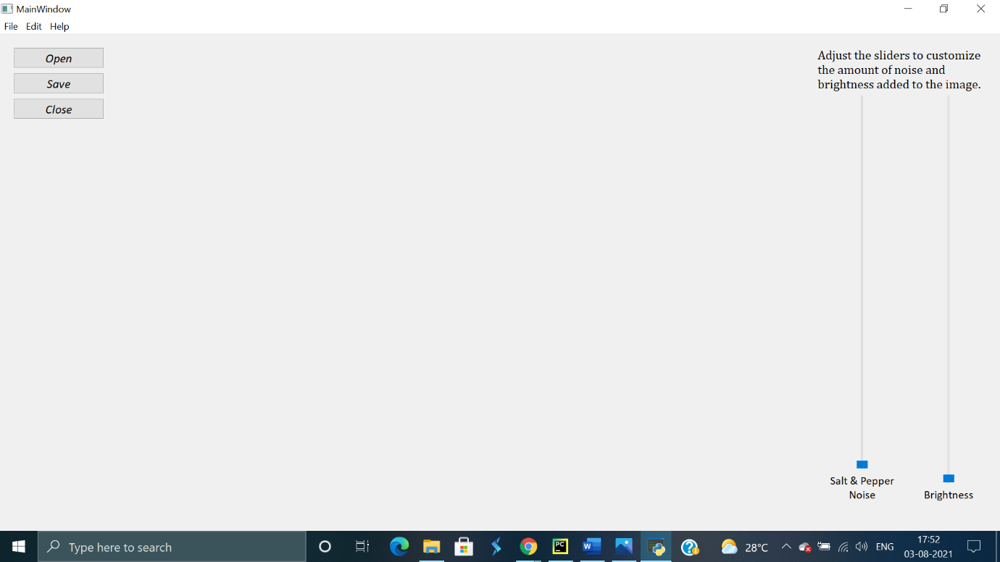 MainWindow
File Edit Help
Open
Save
Close
Adjust the sliders to customize
the amount of noise and
brightness added to the image.
Salt & Pepper
Noise
Brightness
Type here to search
PC
W
28°C
ENG
17:52
03-08-2021